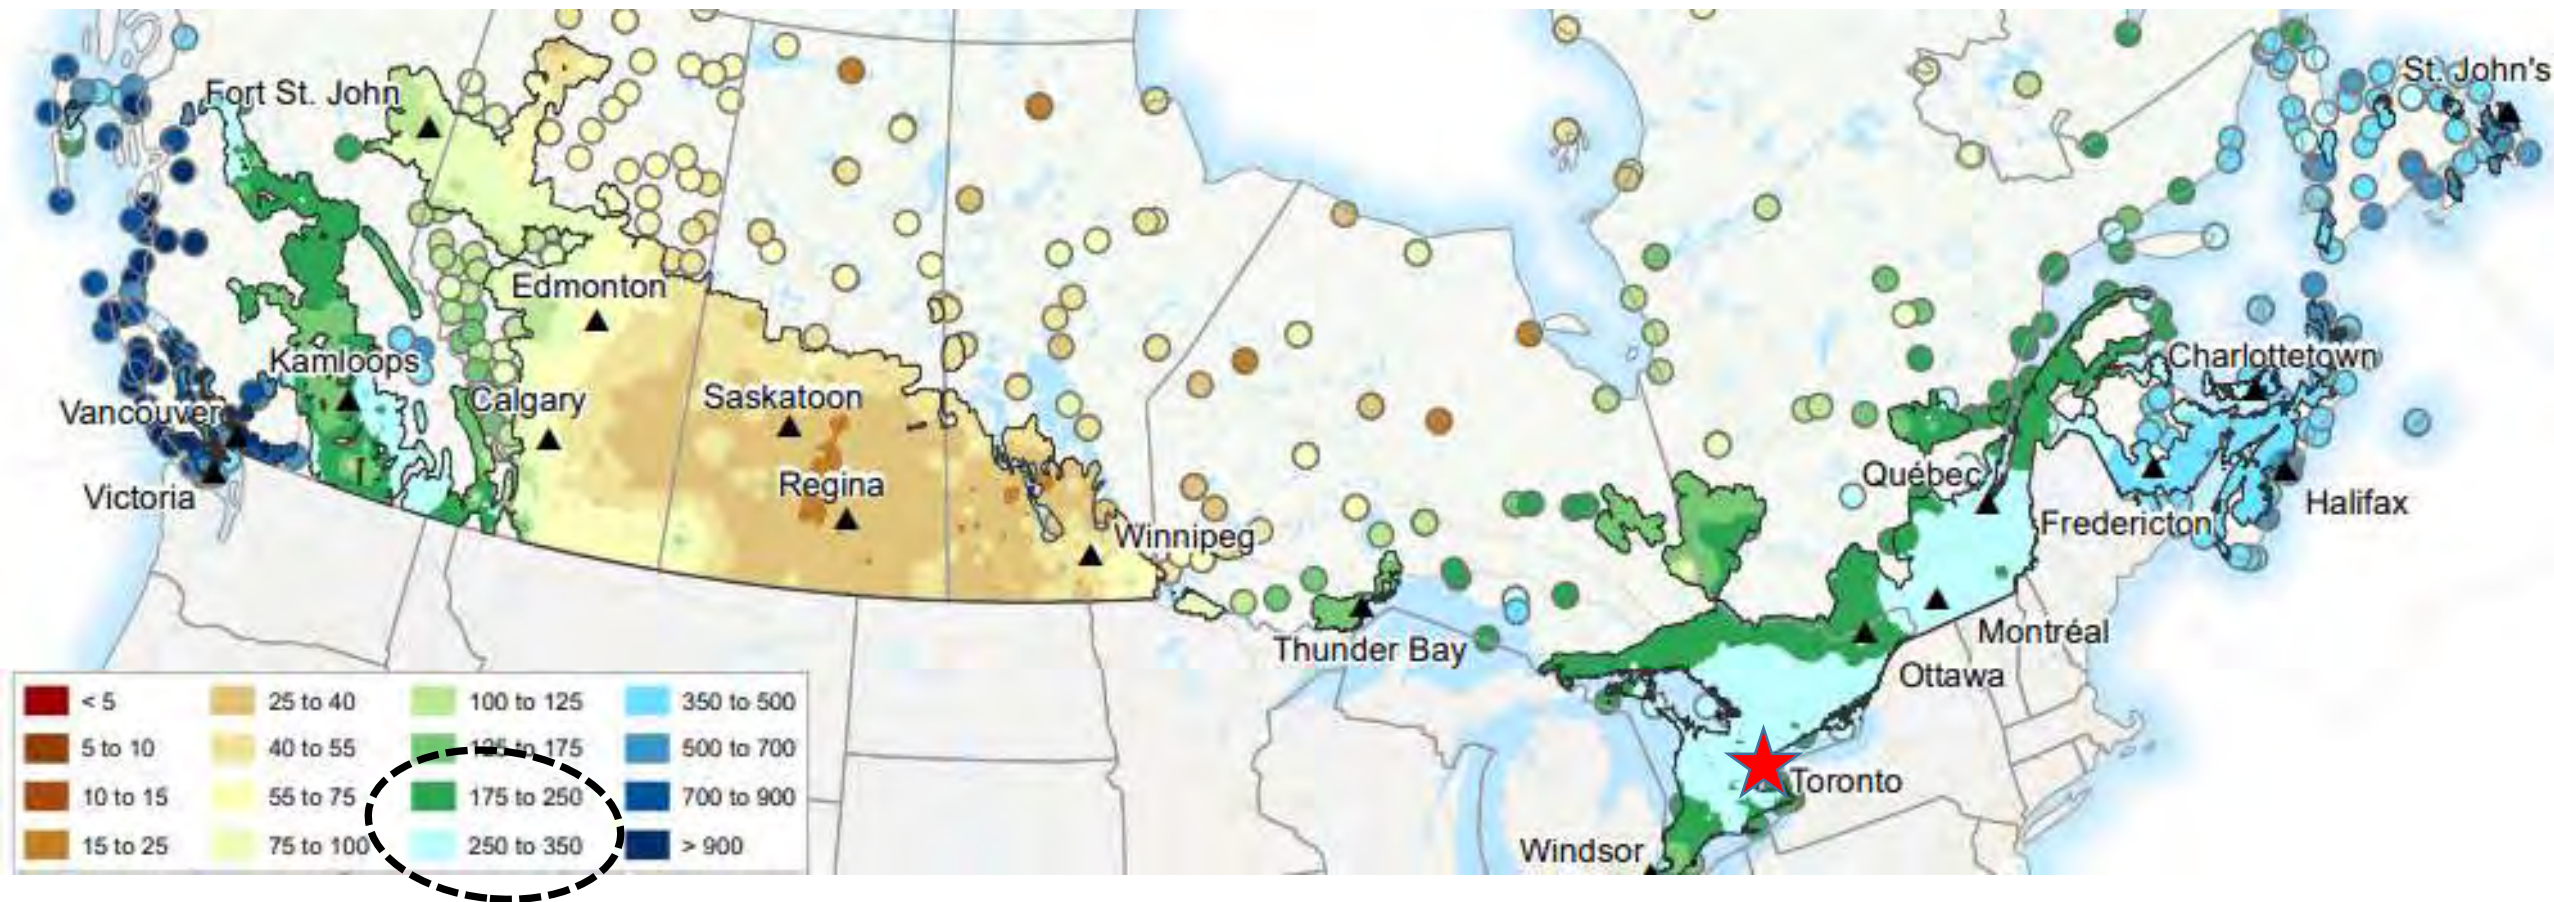 St. John's
Fort St. John
Edmonton
Kamloops
Charlottetown
Calgary
Saskatoon
Vancouver
Québec
Regina
Victoria
Halifax
Fredericton
Winnipeg
Montréal
Thunder Bay
Ottawa
Toronto
Windsor
< 5 25 to 40 100 to 125 350 to 500
5 to 10 40 to 55 125 to 175 500 to 700
10 to 15 55 to 75 175 to 250 700 to 900
15 to 25 75 to 100 250 to 350 > 900